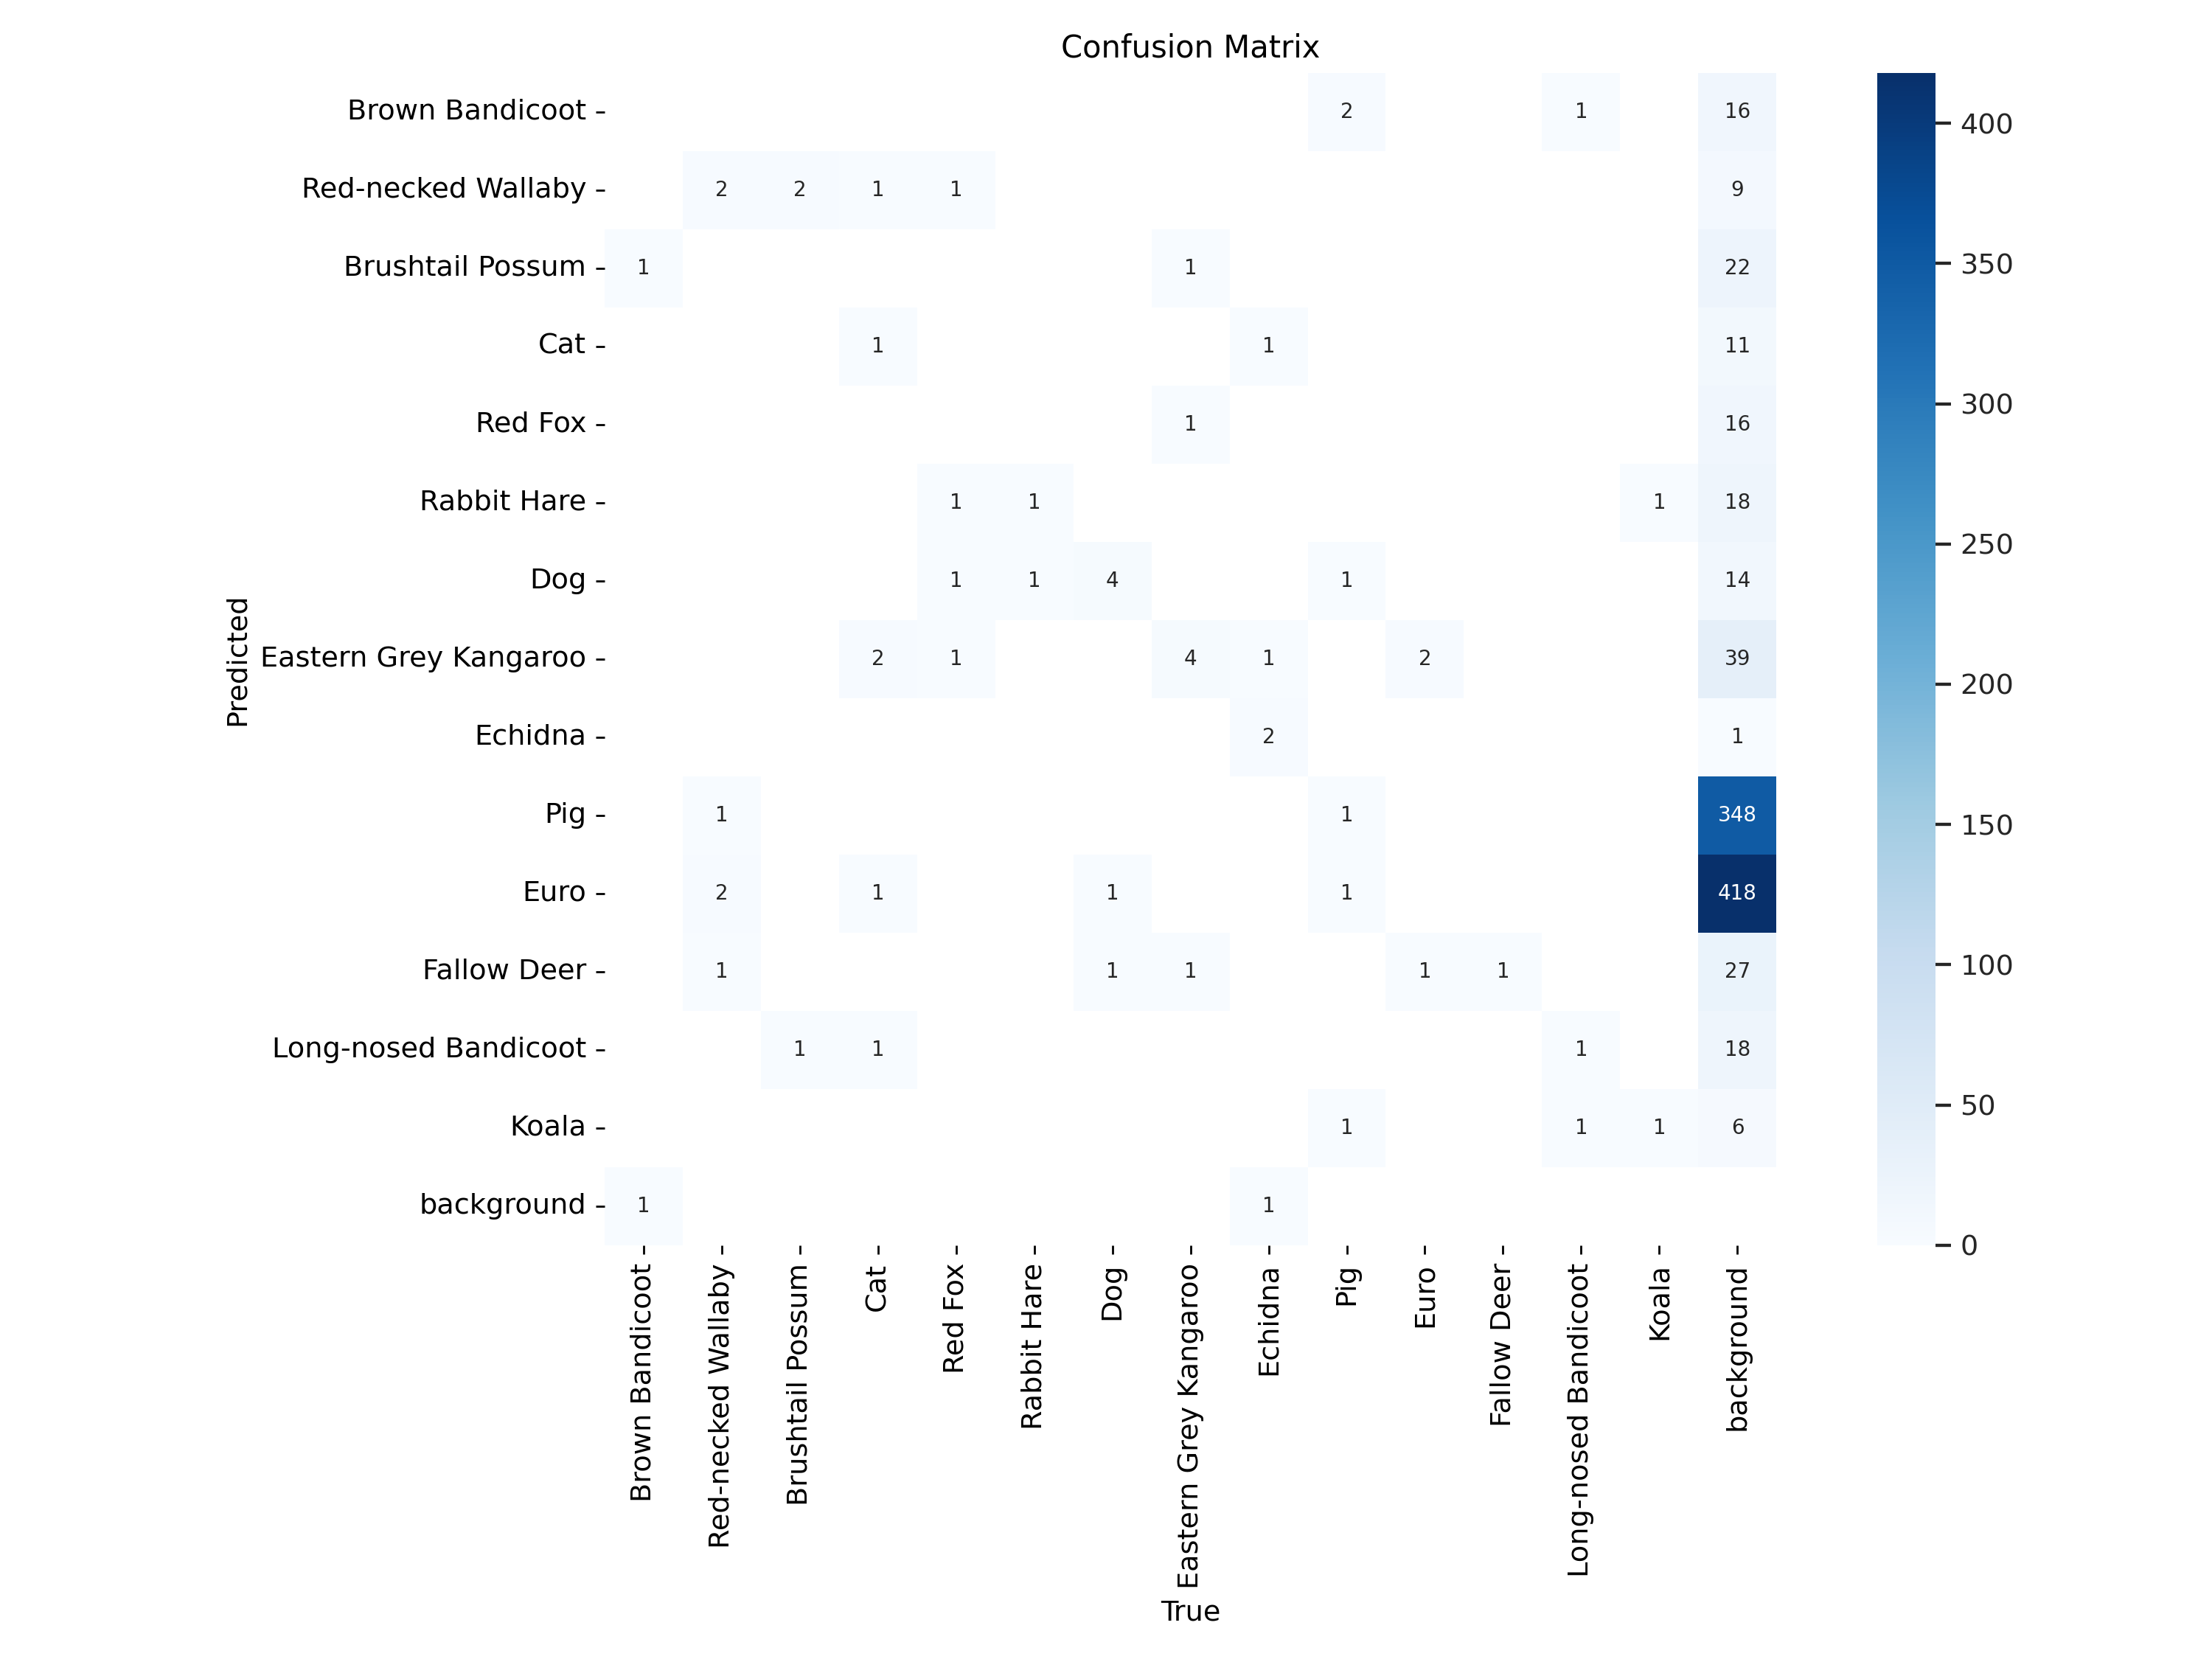 Confusion Matrix
Predicted
Brown Bandicoot 2 1 16
Red-necked Wallaby 2 2 1 1 9
Brushtail Possum 1 1 22
Cat 1 1 11
Red Fox 1 16
Rabbit Hare 1 1 1 18
Dog 1 1 4 1 14
Eastern Grey Kangaroo 2 1 4 1 2 39
Echidna 2 1
Pig 1 1 348
Euro 2 1 1 1 418
Fallow Deer 1 1 1 1 1 27
Long-nosed Bandicoot 1 1 1 18
Koala 1 1 1 6
background 1 1
Brown Bandicoot
Red-necked Wallaby
Brushtail Possum
Cat
Red Fox
Rabbit Hare
Dog
Eastern Grey Kangaroo
Echidna
Pig
Euro
Fallow Deer
Long-nosed Bandicoot
Koala
background
True
400
350
300
250
200
150
100
50
0